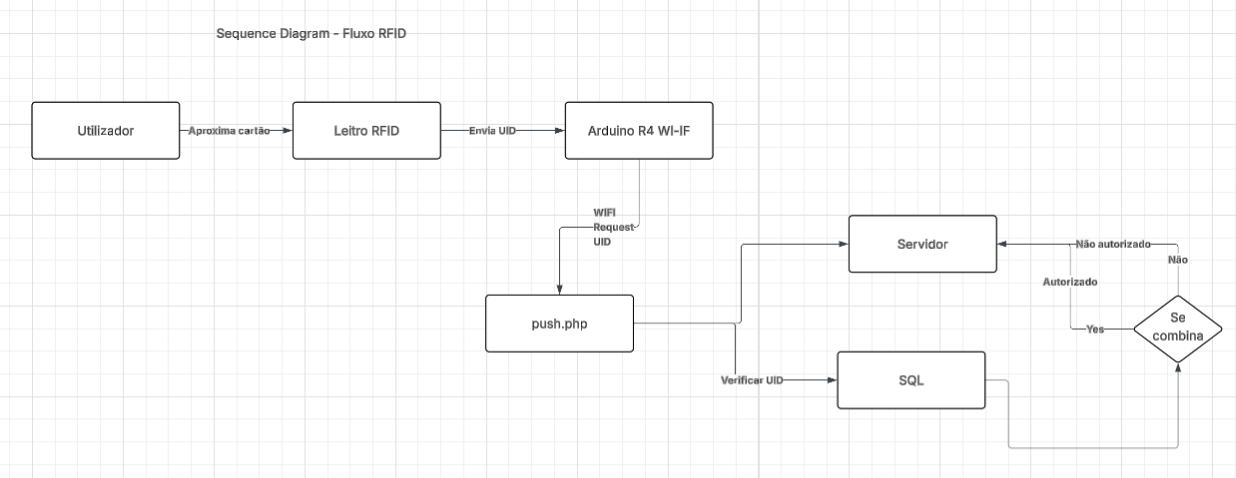 Sequence Diagram - Fluxo RFID
Utilizador
Aproxima cartão
Leitro RFID
Envia UID
Arduino R4 WI-IF
WIFI
Request
UID
push.php
Servidor
Não autorizado
Não
Autorizado
Yes
Se
combina
Verificar UID
SQL